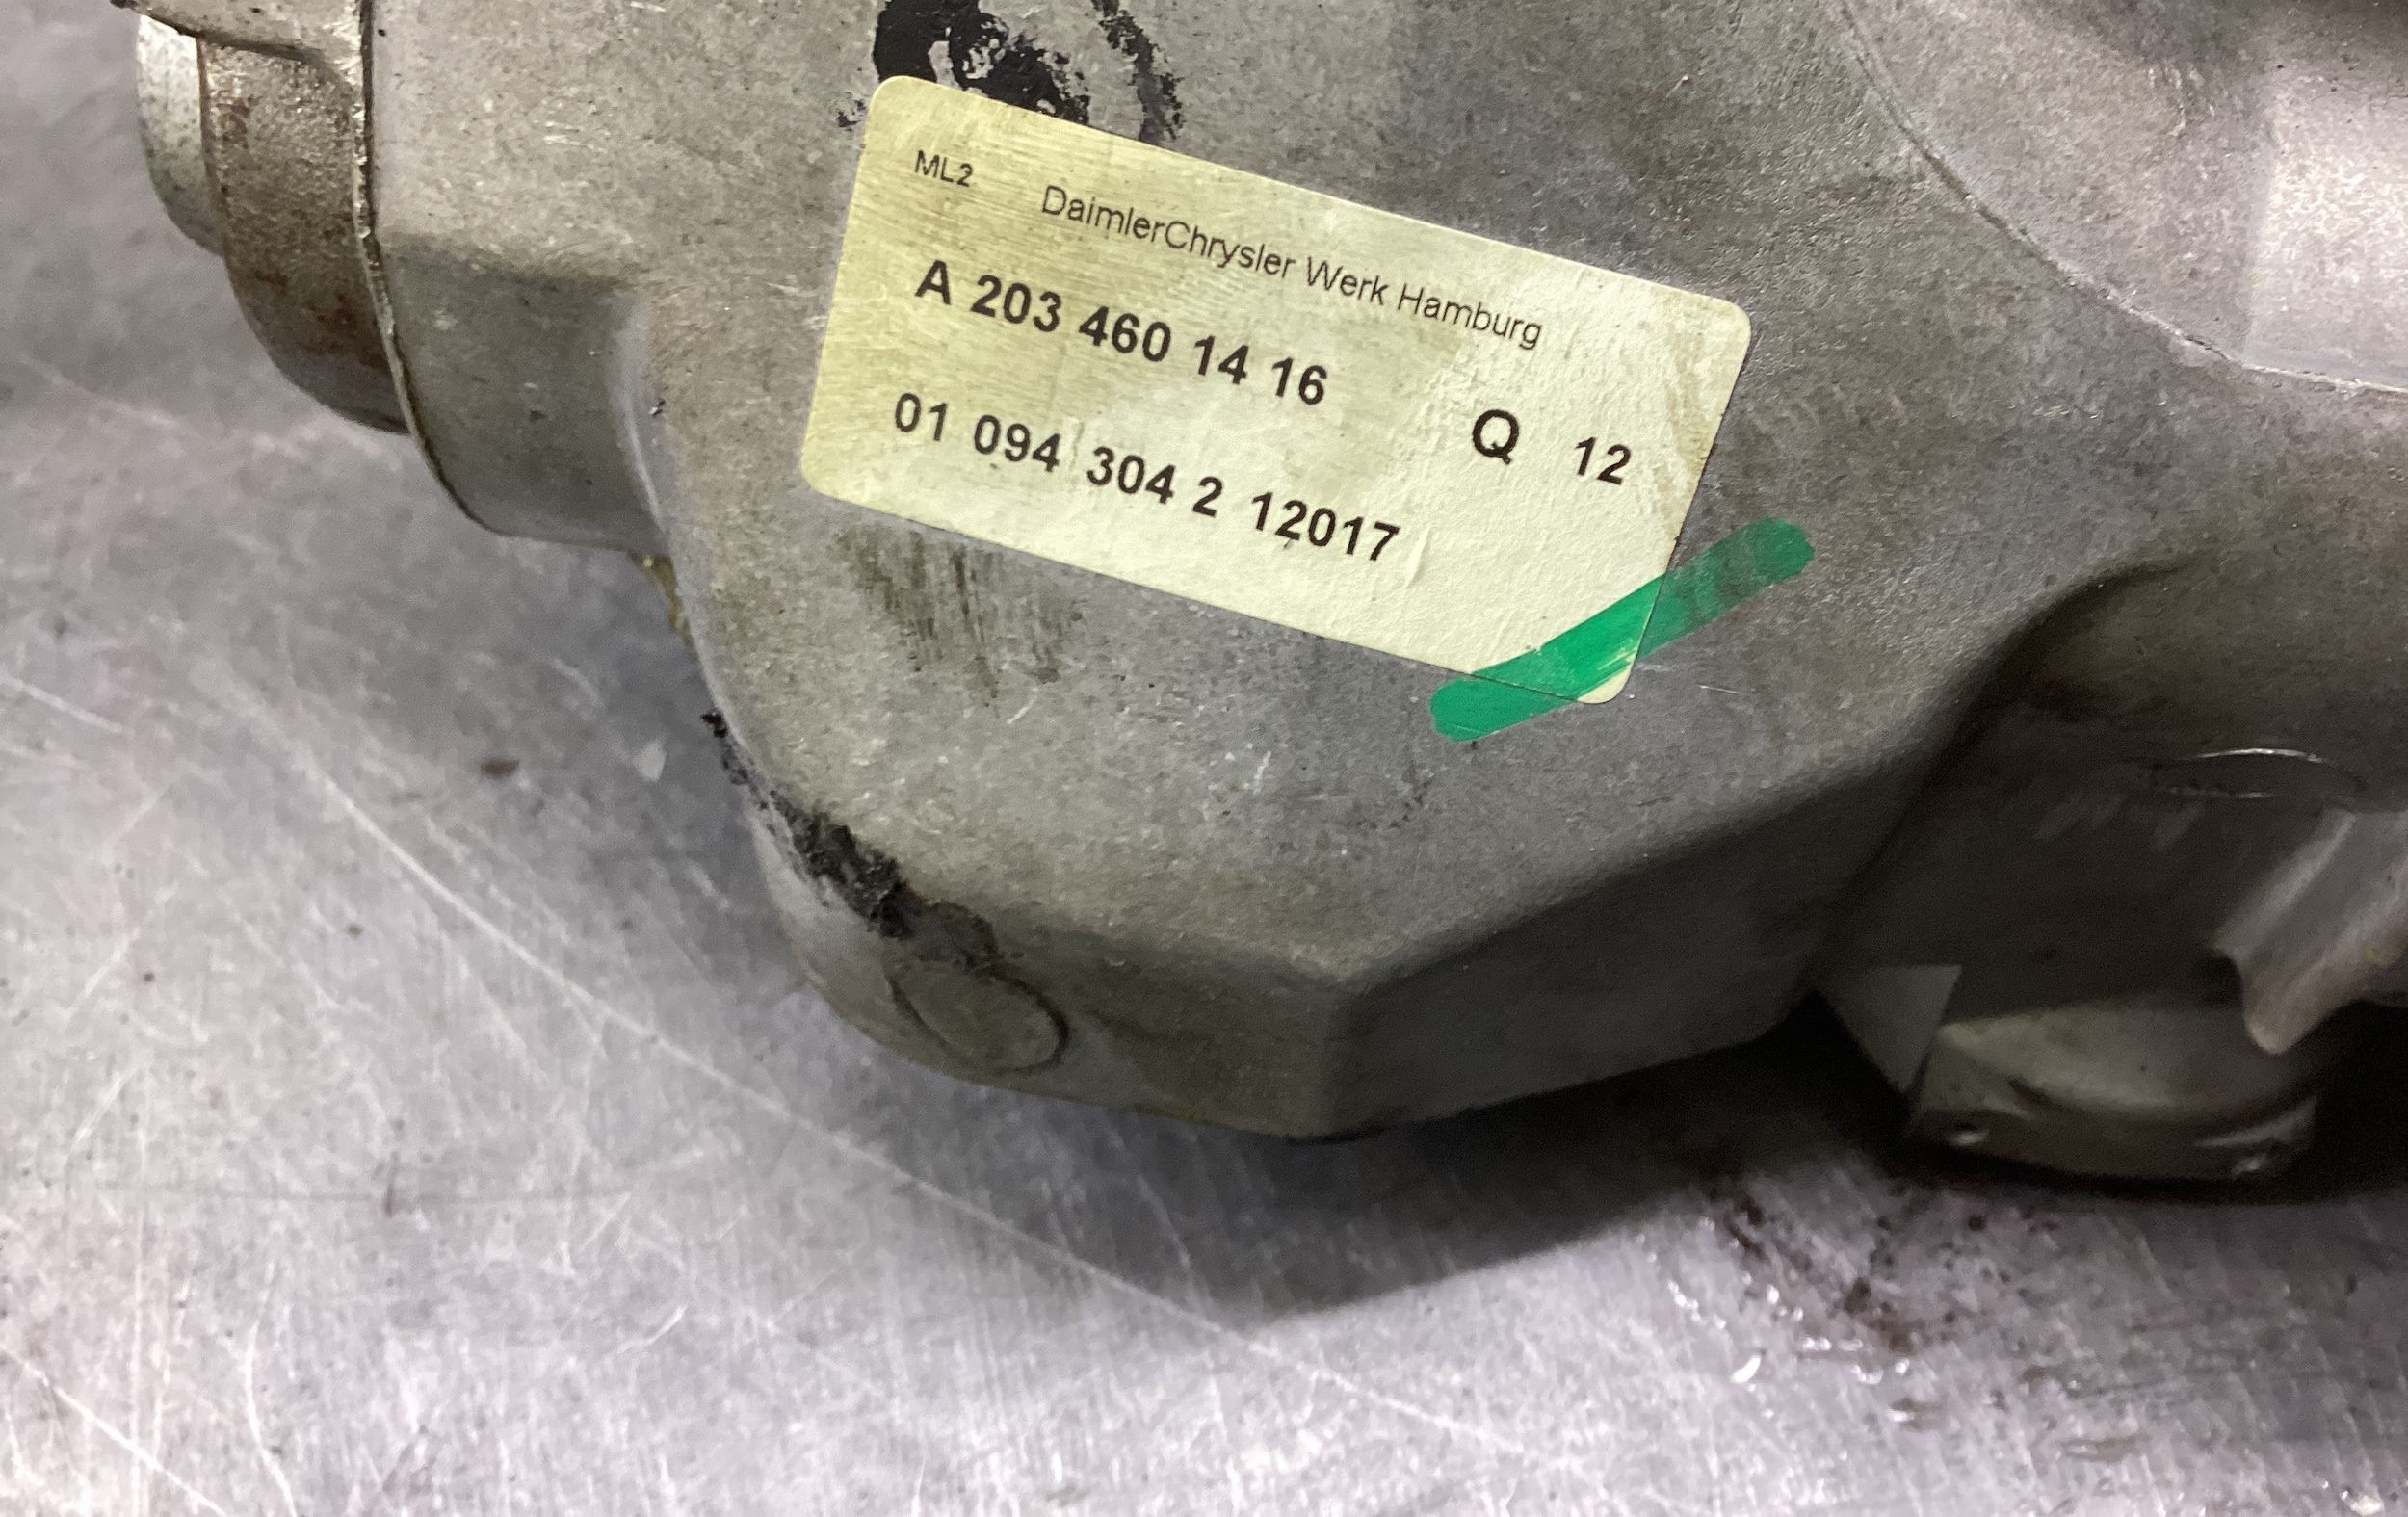 ML2 DaimlerChrysler Werk Hamburg
A 203 460 14 16 Q 12
01 094 304 2 12017